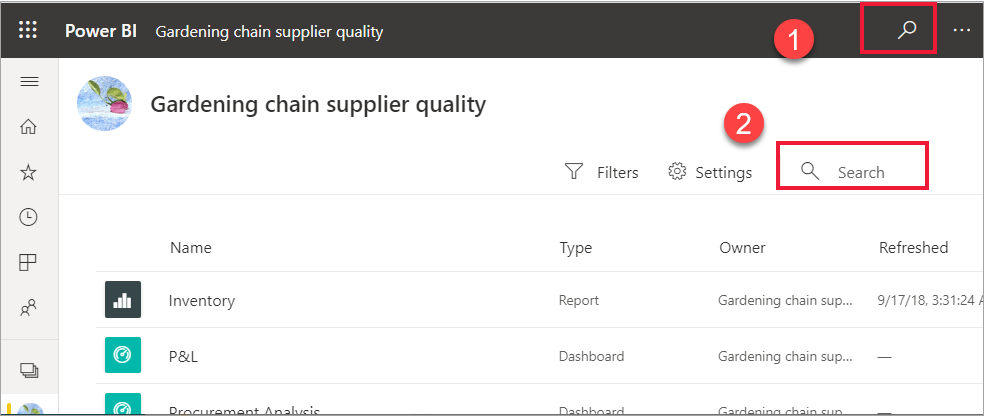 Power BI Gardening chain supplier quality ...
1
Gardening chain supplier quality
2
Filters Settings Search
Name Type Owner Refreshed
Inventory Report Gardening chain sup... 9/17/18, 3:31:24 A
P&L Dashboard Gardening chain sup... —
Procurement Analysis Dashboard Gardening chain sup... —